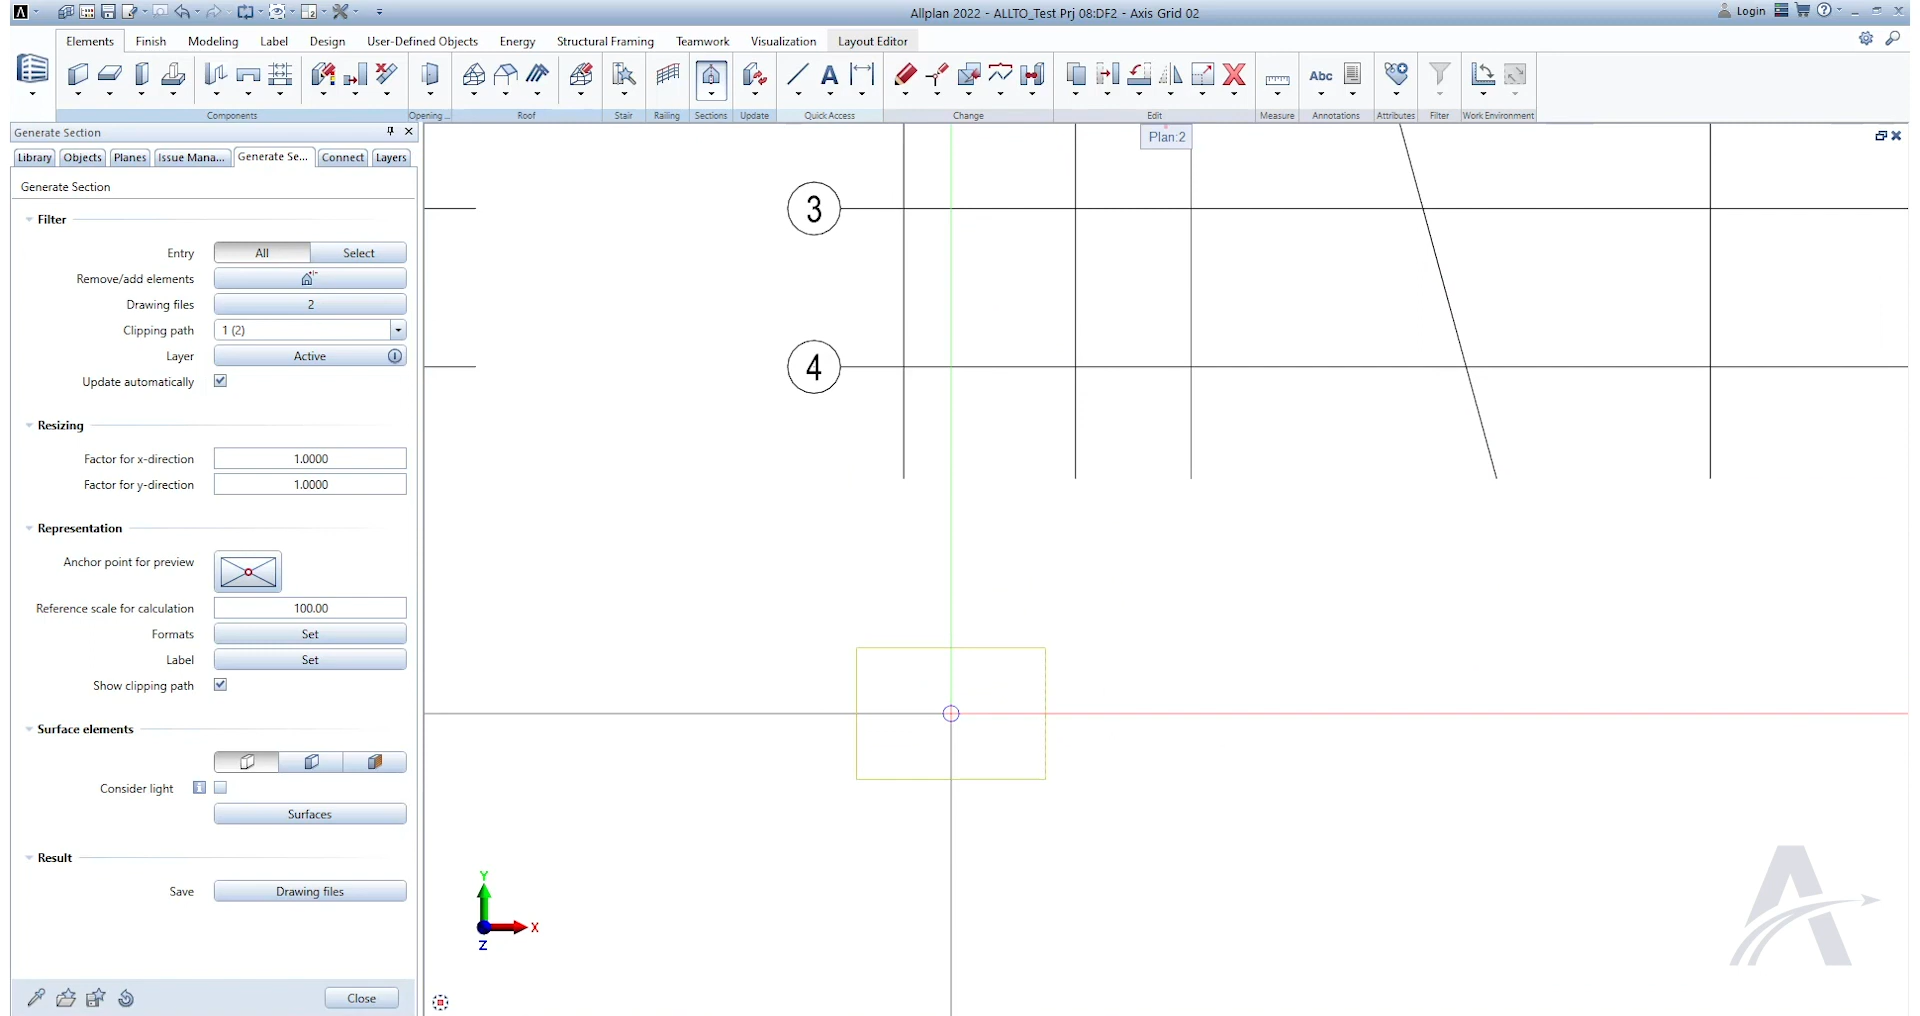 Allplan 2022 - ALLTO_Test Prj 08:DF2 - Axis Grid 02
Login
Elements Finish Modeling Label Design User-Defined Objects Energy Structural Framing Teamwork Visualization Layout Editor
Abc
Components Opening ... Roof Stair Railing Sections Update Quick Access Change Edit Measure Annotations Attributes Filter Work Environment
Generate Section
Library Objects Planes Issue Mana... Generate Se... Connect Layers
Generate Section
Filter
Entry All Select
Remove/add elements
Drawing files 2
Clipping path 1 (2)
Layer Active
Update automatically
Resizing
Factor for x-direction 1.0000
Factor for y-direction 1.0000
Representation
Anchor point for preview
Reference scale for calculation 100.00
Formats Set
Label Set
Show clipping path
Surface elements
Consider light
Surfaces
Result
Save Drawing files
Close
Plan:2
3
4
Y
X
Z